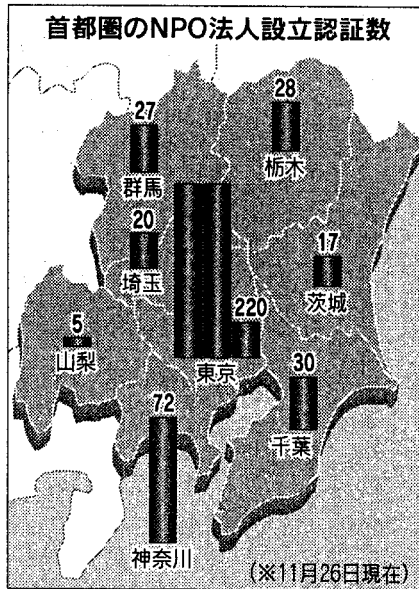 首都圏のNPO法人設立認証数
27
群馬
28
栃木
20
埼玉
17
茨城
5
山梨
220
東京
30
千葉
72
神奈川
(※11月26日現在)